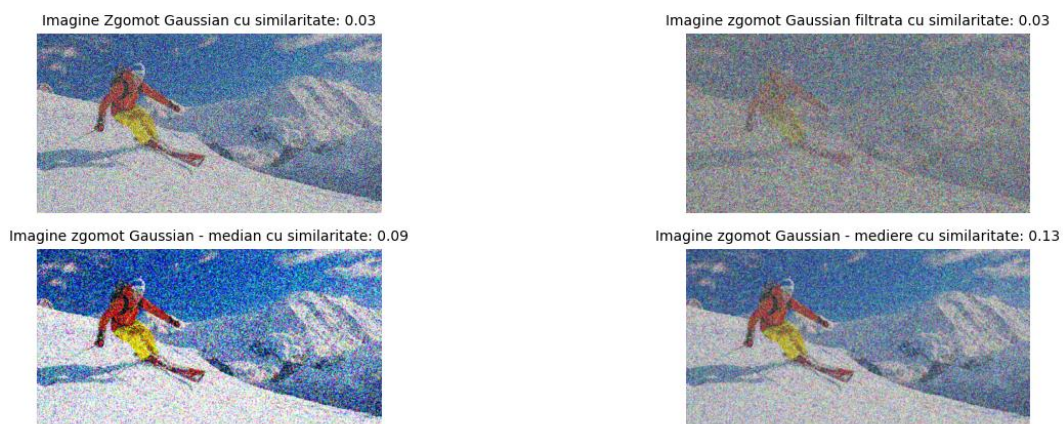 Imagine Zgomot Gaussian cu similaritate: 0.03
Imagine zgomot Gaussian filtrata cu similaritate: 0.03
Imagine zgomot Gaussian - median cu similaritate: 0.09
Imagine zgomot Gaussian - mediere cu similaritate: 0.13